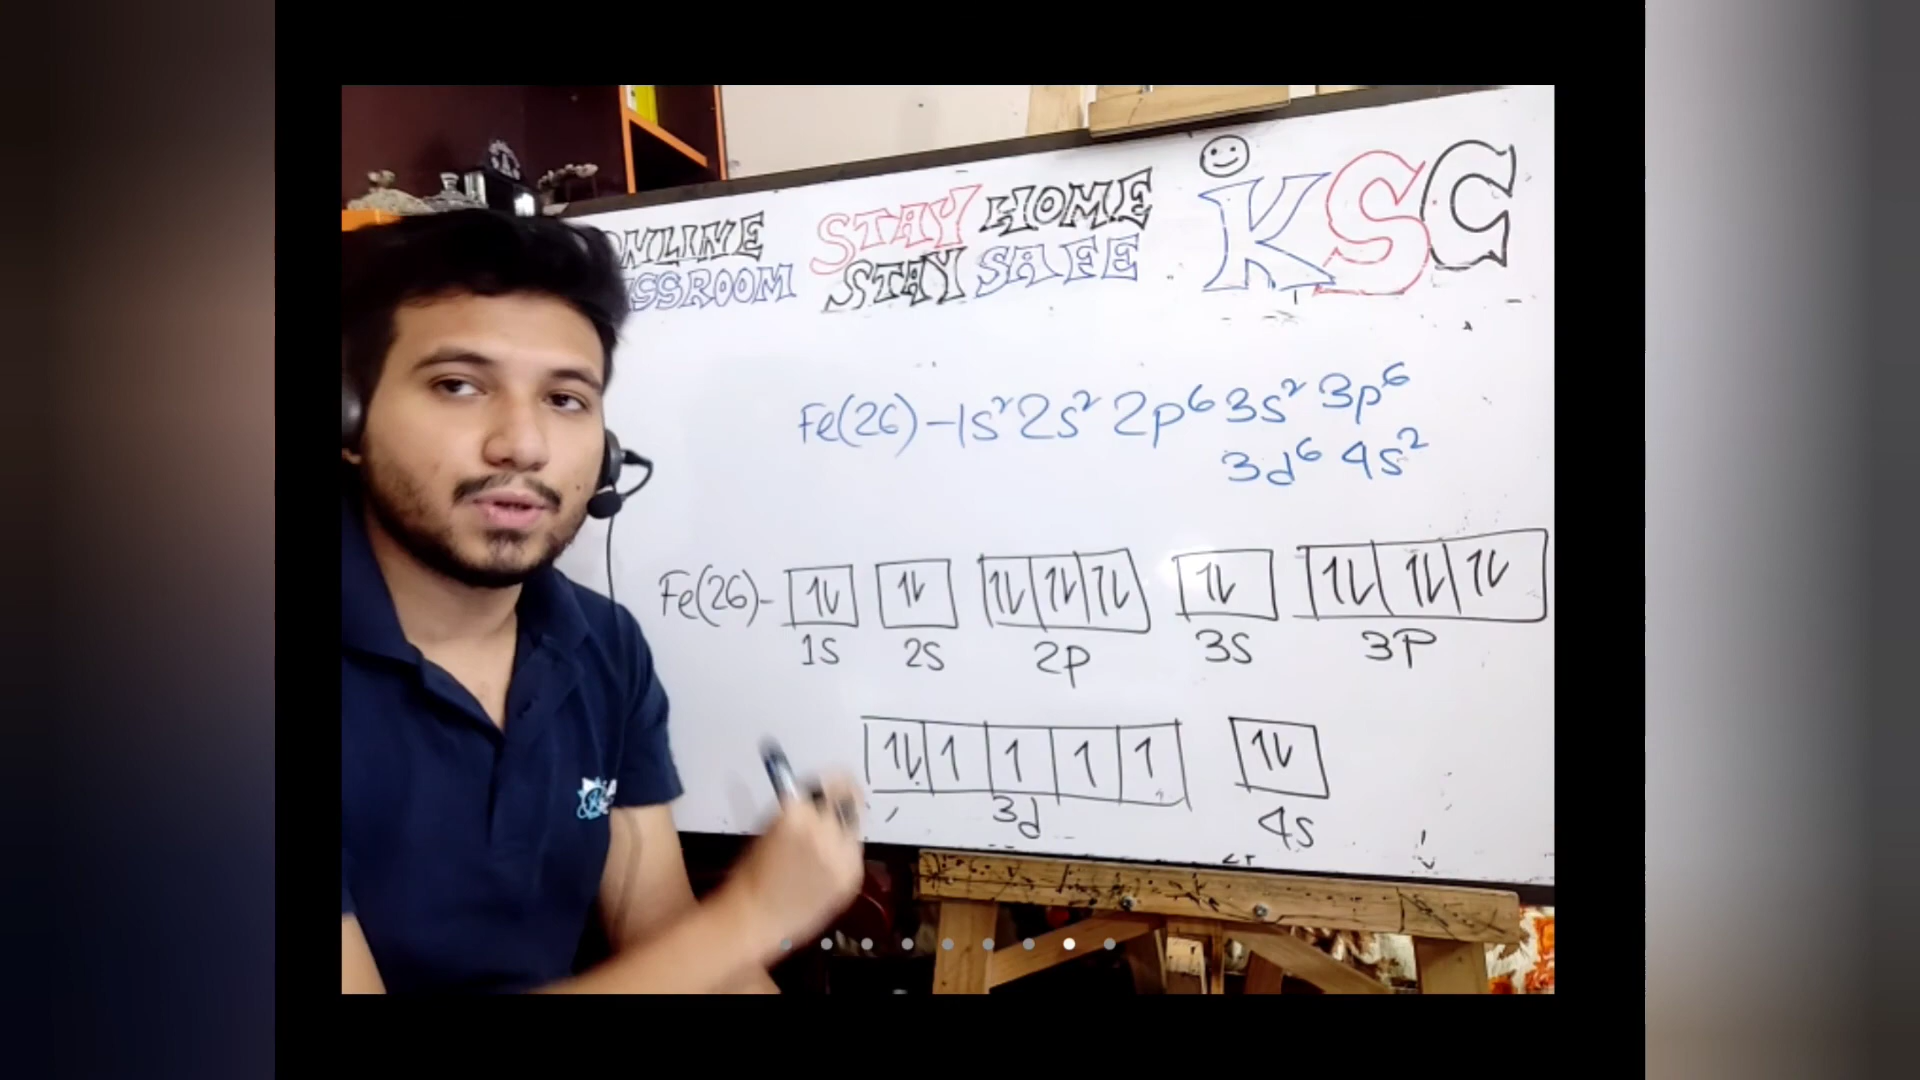 ONLINE STAY HOME KSC
STAY SAFE
Fe(26) - 1s² 2s² 2p⁶ 3s² 3p⁶
3d⁶ 4s²
Fe(26) - 1↿⇂ 
1s 2s 2p 3s 3p
3d 4s